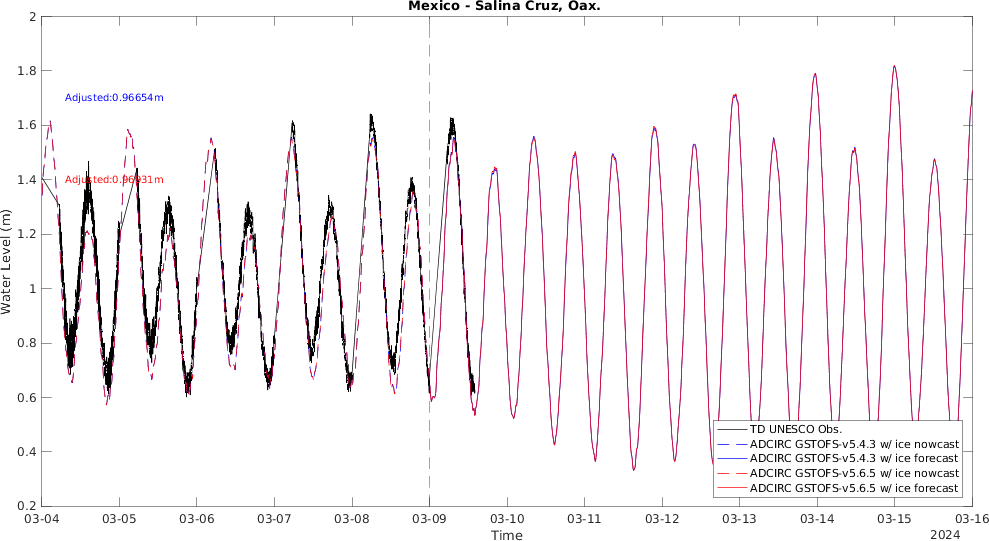 Mexico - Salina Cruz, Oax.
2
1.8
1.6
1.4
1.2
1
0.8
0.6
0.4
0.2
Water Level (m)
Adjusted:0.96654m
Adjusted:0.96931m
TD UNESCO Obs.
ADCIRC GSTOFS-v5.4.3 w/ ice nowcast
ADCIRC GSTOFS-v5.4.3 w/ ice forecast
ADCIRC GSTOFS-v5.6.5 w/ ice nowcast
ADCIRC GSTOFS-v5.6.5 w/ ice forecast
03-04 03-05 03-06 03-07 03-08 03-09 03-10 03-11 03-12 03-13 03-14 03-15 03-16
Time
2024